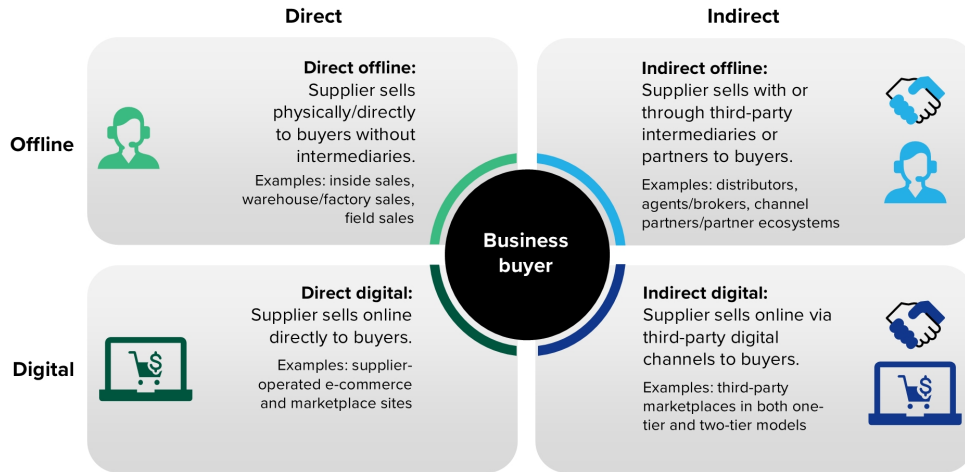 Direct
Indirect
Offline
Direct offline:
Supplier sells
physically/directly
to buyers without
intermediaries.
Examples: inside sales,
warehouse/factory sales,
field sales
Indirect offline:
Supplier sells with or
through third-party
intermediaries or
partners to buyers.
Examples: distributors,
agents/brokers, channel
partners/partner ecosystems
Business
buyer
Digital
Direct digital:
Supplier sells online
directly to buyers.
Examples: supplier-
operated e-commerce
and marketplace sites
$
Indirect digital:
Supplier sells online via
third-party digital
channels to buyers.
Examples: third-party
marketplaces in both one-
tier and two-tier models
$